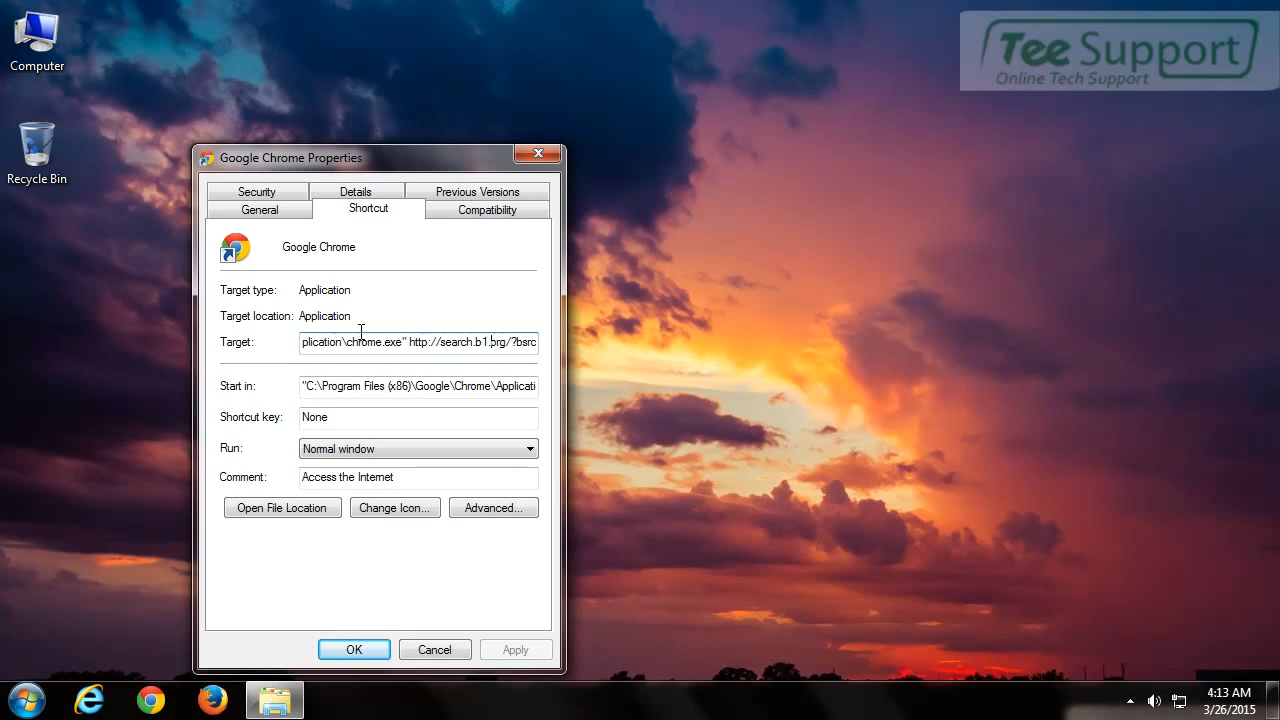 Computer
Recycle Bin
Tee Support
Online Tech Support
Google Chrome Properties
Security Details Previous Versions
General Shortcut Compatibility
Google Chrome
Target type: Application
Target location: Application
Target: plication\chrome.exe" http://search.b1.org/?bsrc
Start in: "C:\Program Files (x86)\Google\Chrome\Applicati
Shortcut key: None
Run: Normal window
Comment: Access the Internet
Open File Location Change Icon... Advanced...
OK Cancel Apply
4:13 AM
3/26/2015